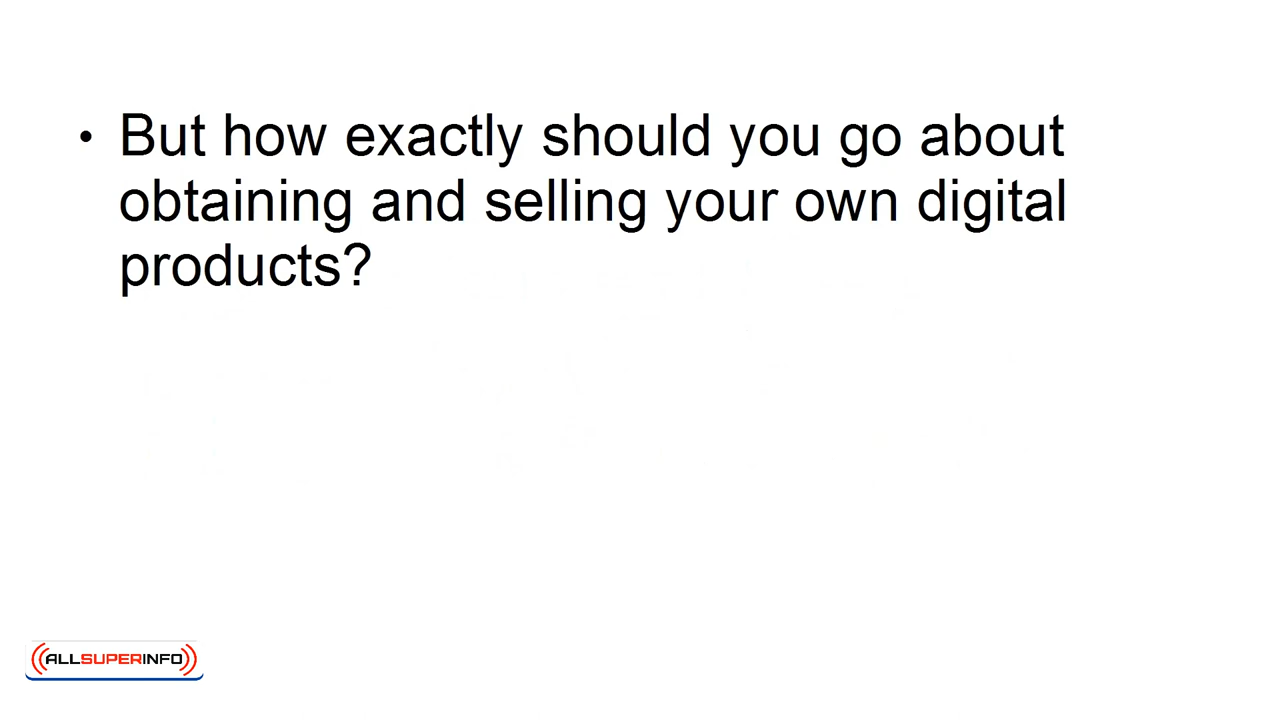 • But how exactly should you go about
obtaining and selling your own digital
products?
ALLSUPERINFO